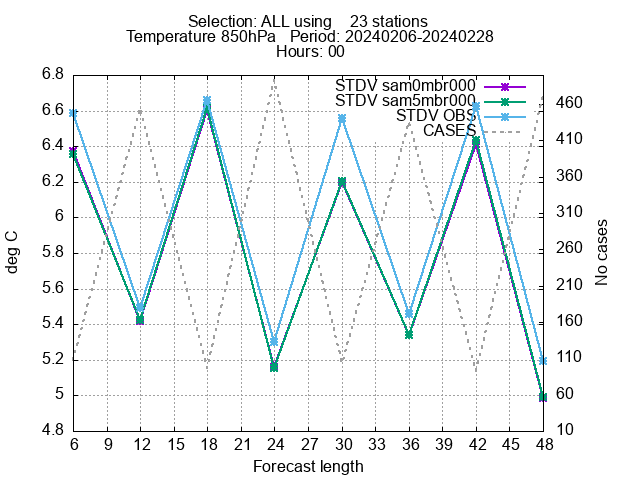 Selection: ALL using    23 stations
Temperature 850hPa   Period: 20240206-20240228
Hours: 00
STDV sam0mbr000
STDV sam5mbr000
STDV OBS
CASES
6.8
6.6
6.4
6.2
6
5.8
5.6
5.4
5.2
5
4.8
deg C
460
410
360
310
260
210
160
110
60
10
No cases
6 9 12 15 18 21 24 27 30 33 36 39 42 45 48
Forecast length